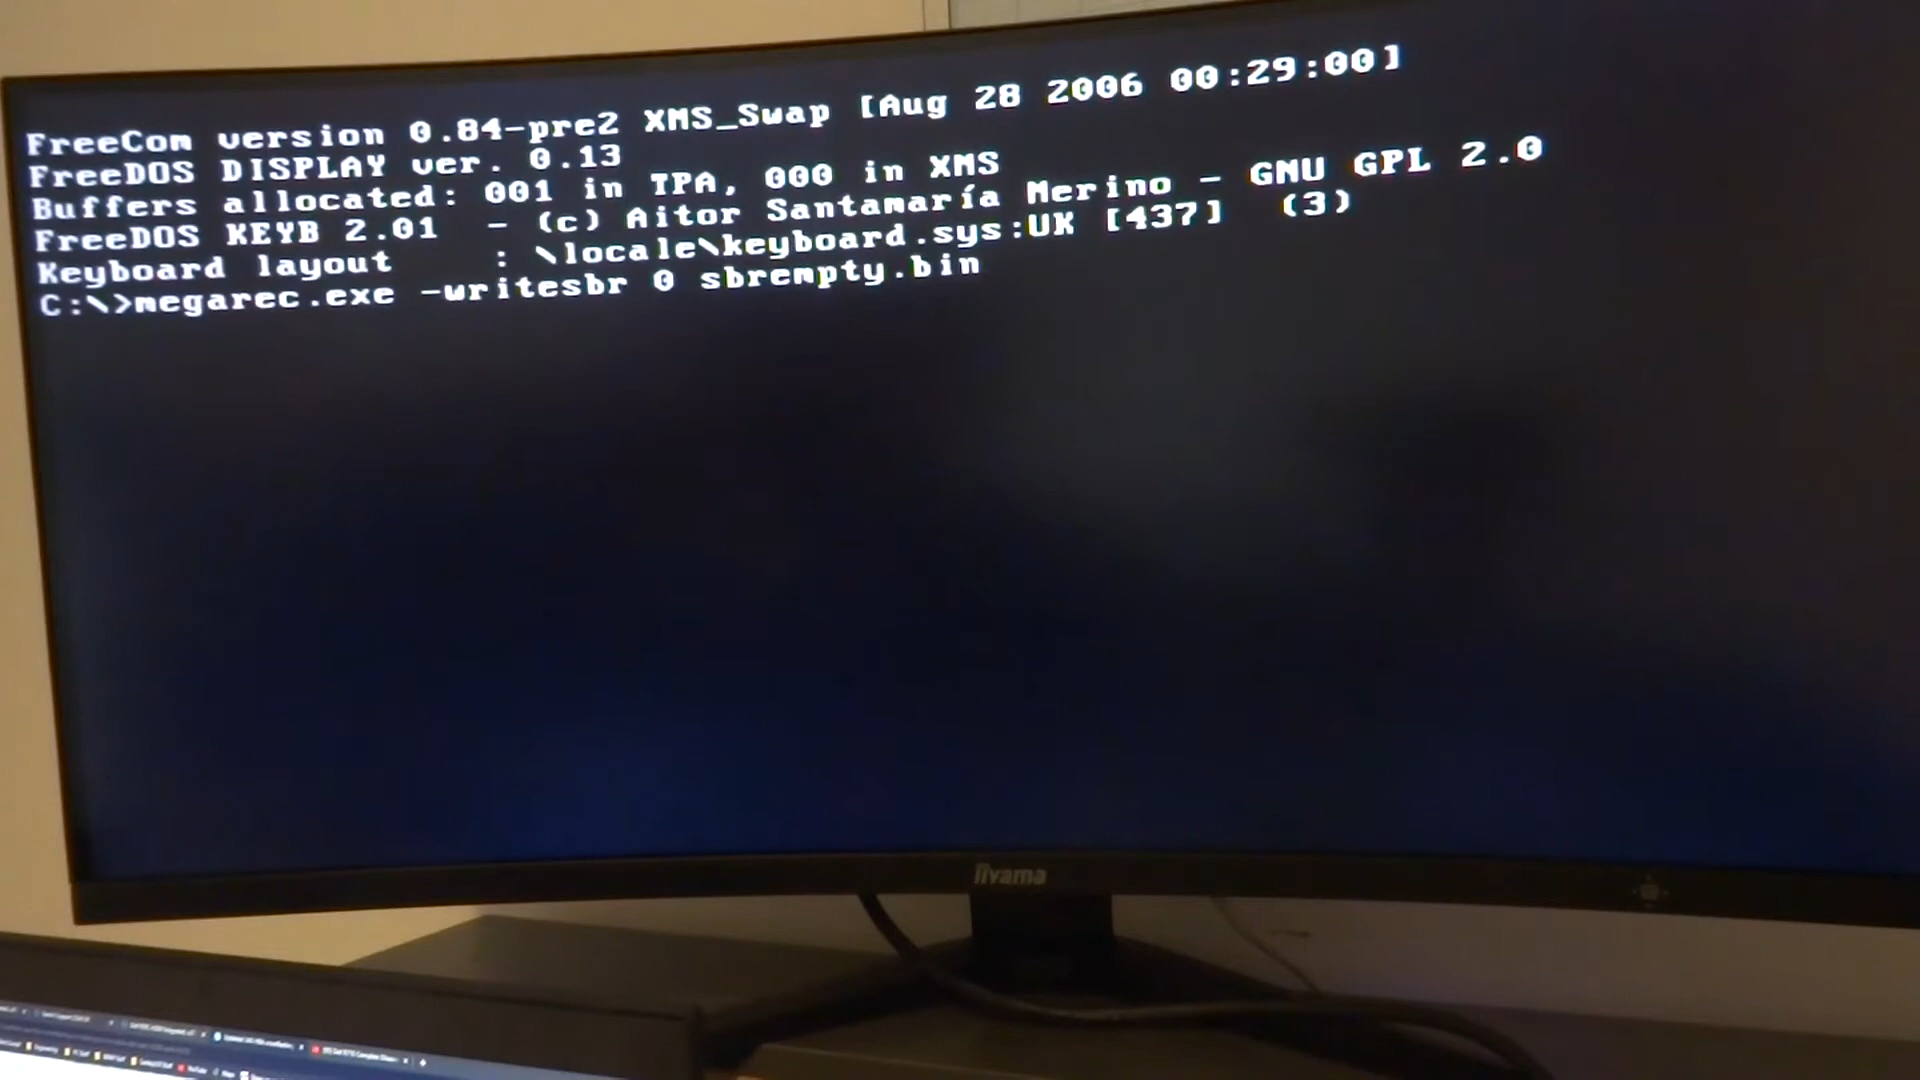 FreeCom version 0.84-pre2 XMS_Swap [Aug 28 2006 00:29:00]
FreeDOS DISPLAY ver. 0.13
Buffers allocated: 001 in TPA, 000 in XMS
FreeDOS KEYB 2.01 - (c) Aitor Santamaría Merino - GNU GPL 2.0
Keyboard layout : \locale\keyboard.sys:UK [437] (3)
C:\>megarec.exe -writesbr 0 sbrempty.bin
iiyama
YouTube